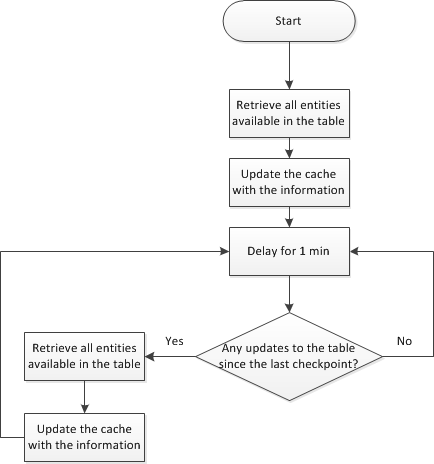 Start
Retrieve all entities
available in the table
Update the cache
with the information
Delay for 1 min
Any updates to the table
since the last checkpoint?
Yes
No
Retrieve all entities
available in the table
Update the cache
with the information